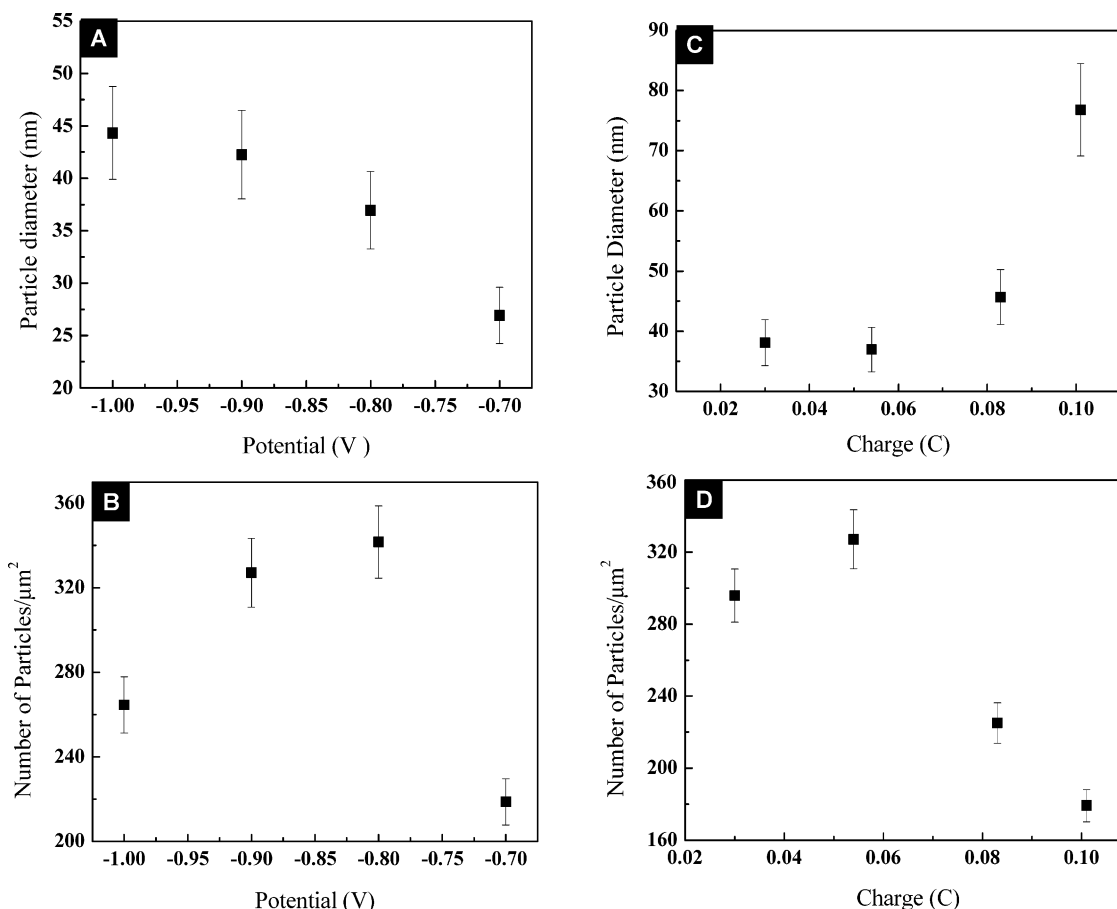 A
55
50
45
40
35
30
25
20
Particle diameter (nm)
-1.00 -0.95 -0.90 -0.85 -0.80 -0.75 -0.70
Potential (V )
C
90
80
70
60
50
40
30
Particle Diameter (nm)
0.02 0.04 0.06 0.08 0.10
Charge (C)
B
360
320
280
240
200
Number of Particles/μm²
-1.00 -0.95 -0.90 -0.85 -0.80 -0.75 -0.70
Potential (V)
D
360
320
280
240
200
160
Number of Particles/μm²
0.02 0.04 0.06 0.08 0.10
Charge (C)